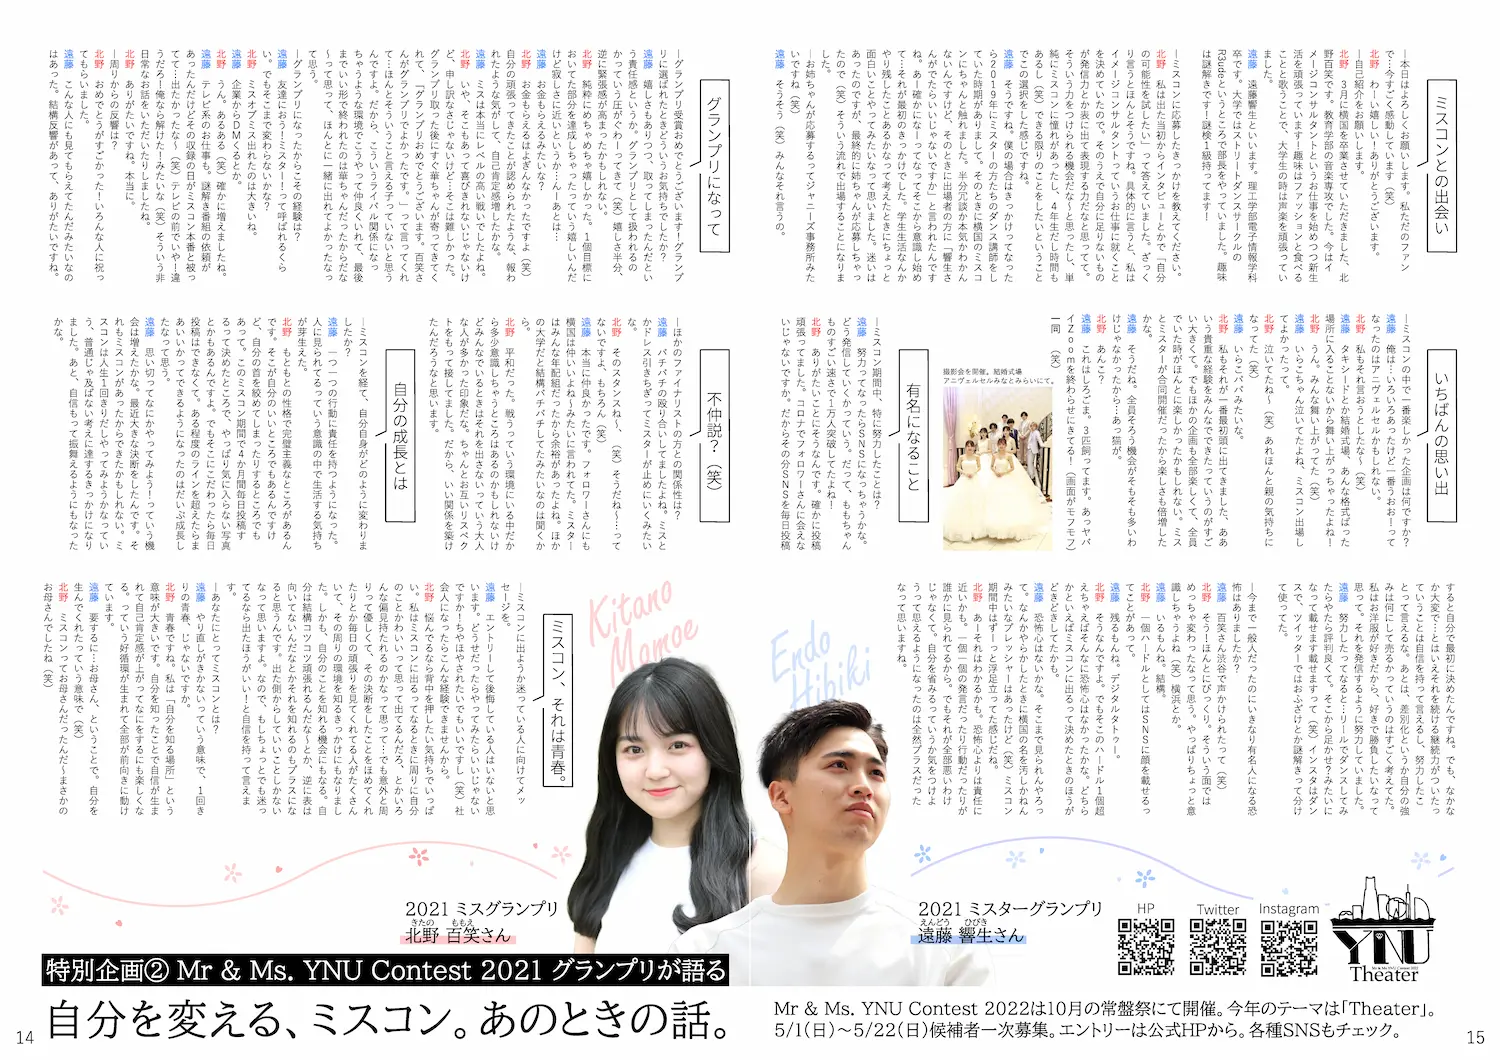 ミスコンとの出会い
―本日はよろしくお願いします。私ただのファン
で…今すごく感動しています（笑）
北野　わーい嬉しい！ありがとうございます。
―自己紹介をお願いします。
北野　3月に横国を卒業させていただきました、北
野百笑です。教育学部の音楽専攻でした。今はイ
メージコンサルタントというお仕事を始めつつ新生
活を頑張っています！趣味はファッションと食べる
ことと歌うことで、大学生の時は声楽を頑張ってい
ました。
遠藤　遠藤響生といいます。理工学部電子情報学科
卒です。大学ではストリートダンスサークルの
R3udeというところで部長をやっていました。趣味
は謎解きです！謎検1級持ってます！
―ミスコンに応募したきっかけを教えてください。
北野　私は出た当初からインタビューとかで「自分
の可能性を試したい」って答えていました。ざっく
り言うとほんとそうですね。具体的に言うと、私は
イメージコンサルタントっていうお仕事に就くこと
を決めていたので、そのうえで自分に足りないもの
が発信力とか表に出て表現する力だなと思ってて。
そういう力をつけられる機会だな～と思ったし、単
純にミスコンに憧れがあったし、4年生だし時間も
あるし（笑）できる限りのことをしたいということ
でこの選択をした感じですね。
遠藤　そうですね。僕の場合はきっかけってなった
ら2019年にミスターの方たちのダンス講師をし
ていた時期がありまして。そのときに横国のミスコ
ンにちゃんと触れました。半分冗談か本気かわかん
ないんですけど、そのときに出場者の方に「響生さ
んがでたらいいじゃないですか」と言われたんです
ね。あー確かになーってなってそこから意識し始め
て…それが最初のきっかけでした。学生生活なんか
やり残したことあるかなって考えたときにちょっと
面白いことやってみたいなって思いました。迷いは
あったのですが、最終的に姉ちゃんが応募しちゃっ
たので（笑）そういう流れで出場することになりま
した。
―お姉ちゃんが応募するってジャニーズ事務所みた
いですね（笑）
遠藤　そうそう（笑）みんなそれ言うの。
いちばんの思い出
―ミスコンの中で一番楽しかった企画は何ですか？
遠藤　俺は…いろいろあったけど一番うおお！って
なったのはアニヴェルセルかもしれない。
北野　私もそれ言おうとしたな～（笑）
遠藤　タキシードとか結婚式場、あんな格式ばった
場所に入ることないから舞い上がっちゃったよね！
北野　うん。みんな舞い上がってた（笑）
遠藤　いらこちゃん泣いてたよね、ミスコン出場し
てよかったって。
北野　泣いてたね～（笑）あれほんと親の気持ちに
なってた（笑）
遠藤　いらこパパみたいな。
北野　私もそれが一番最初頭に出てきました、ああ
いう貴重な経験をみんなでできたっていうのがすご
い大きくて。でもほかの企画も全部楽しくて、全員
でいた時がほんとに楽しかったかもしれない。ミス
とミスターが合同開催だったから楽しさも倍増した
かな。
遠藤　そうだね。全員そろう機会がそもそも多いわ
けじゃなかったから…あっ猫が。
北野　あんこ？
遠藤　これはしろごま。3匹飼ってます。あっヤバ
イZoomを終わらせにきてる！（画面がモフモフ）
一同　（笑）
撮影会を開催。結婚式場
アニヴェルセルみなとみらいにて。
有名になること
―ミスコン期間中、特に努力したことは？
遠藤　努力ってなったらSNSになっちゃうかな。
どう発信していくかっていう。だって、ももちゃん
ものすごい速さで1万人突破してたよね！
北野　ありがたいことにそうなんです。確かに投稿
頑張ってました。コロナでフォロワーさんに会えな
いじゃないですか。だからその分SNSを毎日投稿
すると自分で最初に決めたんですね。でも、なかな
か大変で…とはいえそれを続ける継続力がついたっ
ていうことは自信を持って言えるし、努力したこ
とって言えるな。あとは、差別化というか自分の強
みは何にして売るかっていうのはすごく考えてた。
私はお洋服が好きだから、好きで勝負したいなって
思って。それを発信するように努力していました。
遠藤　努力したってなると…リールでダンスしてみ
たらやたら評判良くて。そこから足かせ？みたいに
なって載せます載せますって（笑）インスタはダン
スで、ツイッターではおふざけとか謎解きって分け
て使ってた。
―今まで一般人だったのにいきなり有名人になる恐
怖はありましたか？
遠藤　百笑さん渋谷で声かけられたって（笑）
北野　そう！ほんとにびっくり。そういう面では
めっちゃ変わったなって思う。やっぱりちょっと意
識しちゃうよね（笑）横浜とか。
遠藤　いるもんね。結構。
北野　一個ハードルとしてはSNSに顔を載せるっ
てことがあって。
遠藤　残るもんね。デジタルタトゥー。
北野　そうなんですよ。でもそこのハードル1個超
えちゃえばそんなに恐怖心はなかったかな。どちら
かといえばミスコンに出るって決めたときのほうが
どきどきしてたかも。
遠藤　恐怖心はないかな。そこまで見られんやろっ
て。なんかやらかしたときに横国の名を汚しかねん
みたいなプレッシャーはあったけど（笑）ミスコン
期間中はずーっと浮き足立ってた感じだね。
北野　あーそれはわかるかも。恐怖心よりは責任に
近いかも。一個一個の発言だったり行動だったりが
誰かに見られてるから。でもそれが全部悪いわけ
じゃなくて。自分を省みるっていうか気をつけよ
うって思えるようになったのは全然プラスだった
なって思いますね。
グランプリになって
―グランプリ受賞おめでとうございます！グランプ
リに選ばれたときどういうお気持ちでしたか？
遠藤　嬉しさもありつつ、取ってしまったんだとい
う責任感というか。グランプリとして扱われるの
かっていう圧がぐわーってきて（笑）嬉しさ半分、
逆に緊張感が高まったかもしれない。
北野　純粋にめちゃめちゃ嬉しかった。1個目標に
おいてた部分を達成しちゃったっていう嬉しいんだ
けど寂しさに近いというか…んーあとは…
遠藤　お金もらえるみたいな？
北野　お金もらえるのはよぎんなかったですよ（笑）
自分の頑張ってきたことが認められたような、報わ
れたような気がして、自己肯定感増したかな。
遠藤　ミスは本当にレベルの高い戦いでしたよね。
北野　いや、そこもあって喜びきれないじゃないけ
ど、申し訳なさじゃないけど…そこは難しかった。
グランプリ取った後にすぐ華ちゃんが寄ってきてく
れて、「グランプリおめでとうございます。百笑さ
んがグランプリでよかったです。」って言ってくれ
て…ほんとそういうこと言える子っていないと思う
んですよ。だから、こういうライバル関係になっ
ちゃうような環境でこうやって仲良くいれて、最後
までいい形で終われたのは華ちゃんだったからだな
～って思って、ほんとに一緒に出れてよかったなっ
て思う。
―グランプリになったからこその経験は？
遠藤　友達におう！ミスター！って呼ばれるくら
い。でもそこまで変わらないかな？
北野　ミスオブミス出れたのは大きいね。
遠藤　企業からDMくるとか。
北野　うん。あるある（笑）確かに増えましたね。
遠藤　テレビ系のお仕事も。謎解き番組の依頼が
あったんだけどその収録の日がミスコン本番と被っ
てて…出たかったな～（笑）テレビの前でいや！違
うだろ！俺なら解けた！みたいな（笑）そういう非
日常なお話をいただいたりしましたね。
北野　ありがたいですね。本当に。
―周りからの反響は？
北野　おめでとうがすごかった！いろんな人に祝っ
てもらいました。
遠藤　こんな人にも見てもらえてたんだみたいなの
はあった。結構反響があって、ありがたいですね。
不仲説？（笑）
―ほかのファイナリストの方との関係性は？
遠藤　バチバチの殴り合いしてましたよね。ミスと
かドレス引きちぎってミスターが止めにいくみたい
な。
北野　そのスタンスね～、（笑）そうだね～…って
ないですよ、もちろん（笑）
遠藤　本当に仲良かったです。フォロワーさんにも
横国は仲いいよねーみたいに言われてた。ミスター
はみんな年配組だったから余裕があったよね。ほか
の大学だと結構バチバチしてたみたいなのは聞くか
ら。
北野　平和だった。戦うっていう環境にいる中だか
ら多少意識しちゃうところはあるのかもしれないけ
どみんなでいるときはそれを出さないっていう大人
な人が多かった印象だな。ちゃんとお互いリスペク
トをもって接してました。だから、いい関係を築け
たんだろうなと思います。
自分の成長とは
―ミスコンを経て、自分自身がどのように変わりま
したか？
遠藤　一つ一つの行動に責任を持つようになった。
人に見られてるっていう意識の中で生活する気持ち
が芽生えた。
北野　もともとの性格で完璧主義なところがあるん
です。そこが自分のいいところでもあるんですけ
ど、自分の首を絞めてしまったりするところでも
あって。このミスコン期間で4か月間毎日投稿す
るって決めたところで、やっぱり気に入らない写真
とかもあるんですよ。でもそこにこだわったら毎日
投稿はできなくて。ある程度のラインを超えたらま
あいいかってできるようになったのはだいぶ成長し
たなって思う。
遠藤　思い切ってなにかやってみよう！っていう機
会は増えたかな。最近大きな決断をしたんです。そ
れもミスコンがあったからできたかもしれない。ミ
スコンは人生1回きりだしやってみようかなってい
う、普通じゃ及ばない考えに達するきっかけになり
ました。あと、自信もって振舞えるようにもなった
かな。
ミスコン、それは青春。
―ミスコンに出ようか迷っている人に向けてメッ
セージを。
遠藤　エントリーして後悔している人はいないと思
います。どうせだったらやってみたらいいじゃない
ですか！ちやほやされたいでもいいですし（笑）社
会人になったらこんな経験できませんから。
北野　悩んでるなら背中を押したい気持ちでいっぱ
い。私はミスコンに出るってなるときに周りに自分
のことかわいいって思って出てるんだろ、とかいろ
んな偏見持たれるのかなって思って…でも意外と周
りって優しくて、その決断をしたことをほめてくれ
たりとか毎日の頑張りを見てくれてる人がたくさん
いて、その周りの環境を知るきっかけにもなりまし
た。しかも、自分のことを知れる機会にもなる。自
分は結構コツコツ頑張れるんだな～とか、逆に表は
向いてないんだなとかそれを知れるのもプラスにな
ると思うんです。出た側からしていいことしかない
なって思いますよ。なので、もしちょっとでも迷っ
てるなら出たほうがいい！と自信を持って言えま
す。
―あなたにとってミスコンとは？
遠藤　やり直しがきかないっていう意味で、1回き
りの青春、じゃないですか。
北野　青春ですね。私は「自分を知る場所」という
意味が大きいです。自分を知ったことで自信が生ま
れて自己肯定感が上がってなにをするにも楽しくな
る。っていう好循環が生まれてて全部が前向きに動け
ています。
遠藤　要するに…お母さん、ということで。自分を
生んでくれたっていう意味で（笑）
北野　ミスコンってお母さんだったんだ～まさかの
お母さんでしたね（笑）
Kitano
Momoe
Endo
Hibiki
2021 ミスグランプリ
きたの　ももえ
北野 百笑さん
2021 ミスターグランプリ
えんどう　ひびき
遠藤 響生さん
HP
Twitter
Instagram
YNU
Mr & Ms YNU Contest 2022
Theater
特別企画② Mr & Ms. YNU Contest 2021 グランプリが語る
自分を変える、ミスコン。あのときの話。
Mr & Ms. YNU Contest 2022は10月の常盤祭にて開催。今年のテーマは「Theater」。
5/1(日)～5/22(日)候補者一次募集。エントリーは公式HPから。各種SNSもチェック。
14
15